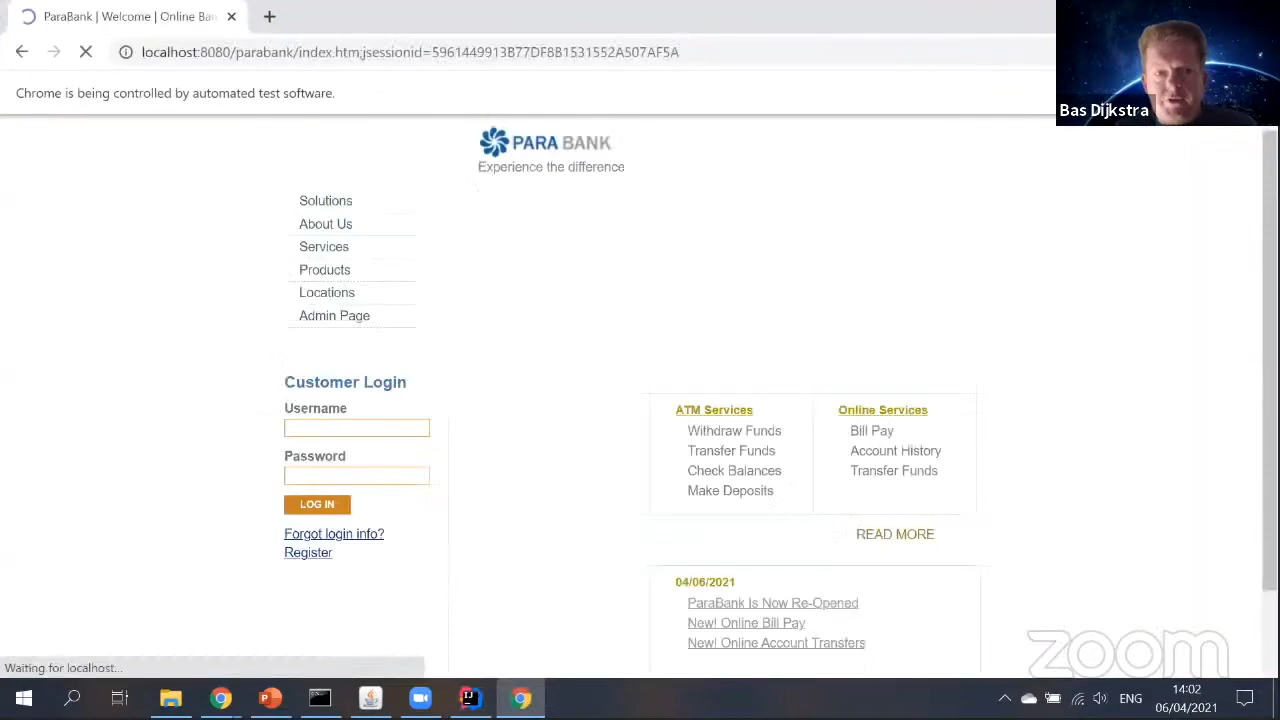 ParaBank | Welcome | Online Ban
localhost:8080/parabank/index.htm;jsessionid=5961449913B77DF8B1531552A507AF5A
Chrome is being controlled by automated test software.
Bas Dijkstra
PARA BANK
Experience the difference
Solutions
About Us
Services
Products
Locations
Admin Page
Customer Login
Username
Password
LOG IN
Forgot login info?
Register
ATM Services
Withdraw Funds
Transfer Funds
Check Balances
Make Deposits
Online Services
Bill Pay
Account History
Transfer Funds
READ MORE
04/06/2021
ParaBank Is Now Re-Opened
New! Online Bill Pay
New! Online Account Transfers
zoom
Waiting for localhost...
ENG
14:02
06/04/2021